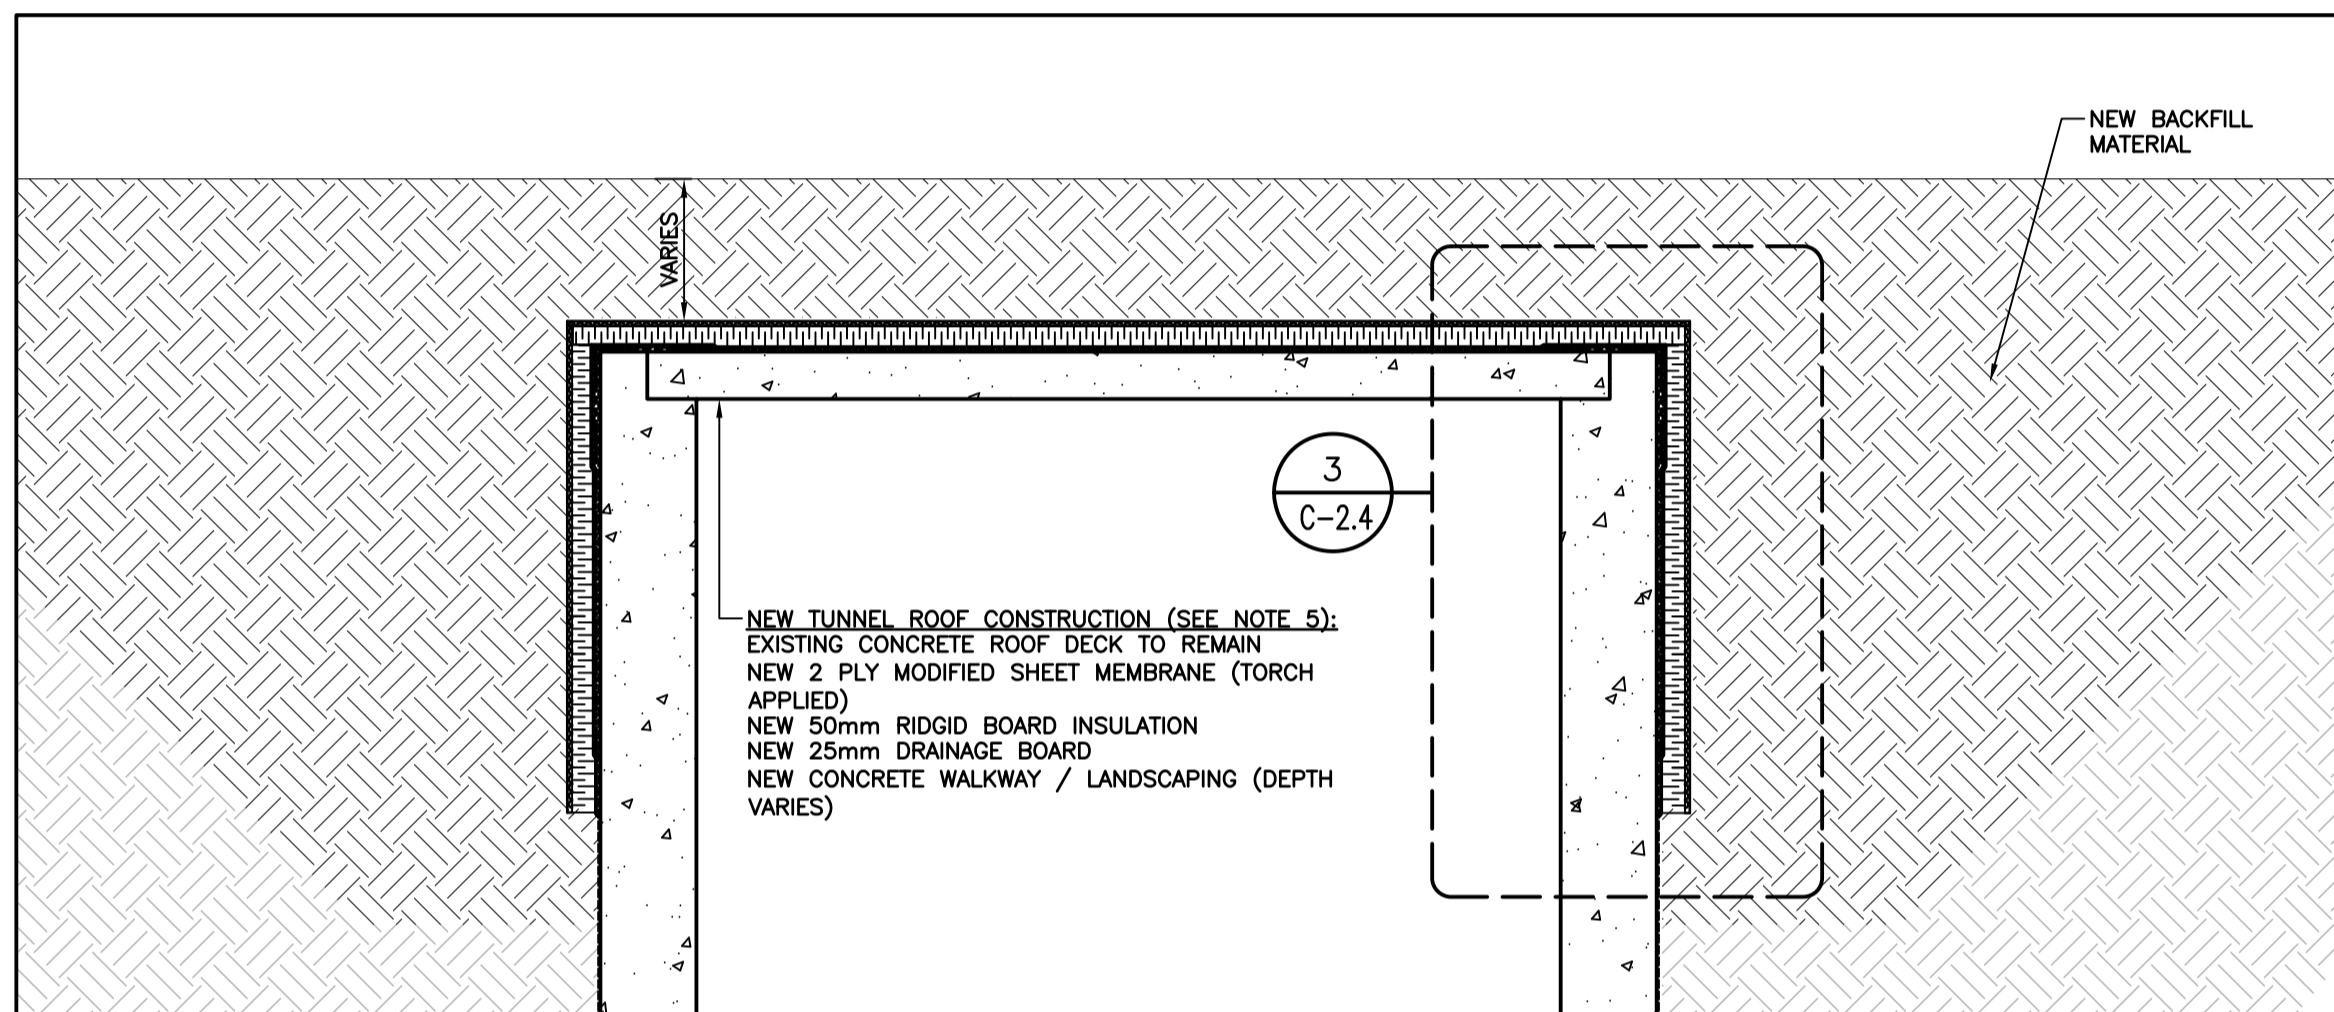 NEW BACKFILL
MATERIAL
VARIES
3
C-2.4
NEW TUNNEL ROOF CONSTRUCTION (SEE NOTE 5):
EXISTING CONCRETE ROOF DECK TO REMAIN
NEW 2 PLY MODIFIED SHEET MEMBRANE (TORCH
APPLIED)
NEW 50mm RIDGID BOARD INSULATION
NEW 25mm DRAINAGE BOARD
NEW CONCRETE WALKWAY / LANDSCAPING (DEPTH
VARIES)